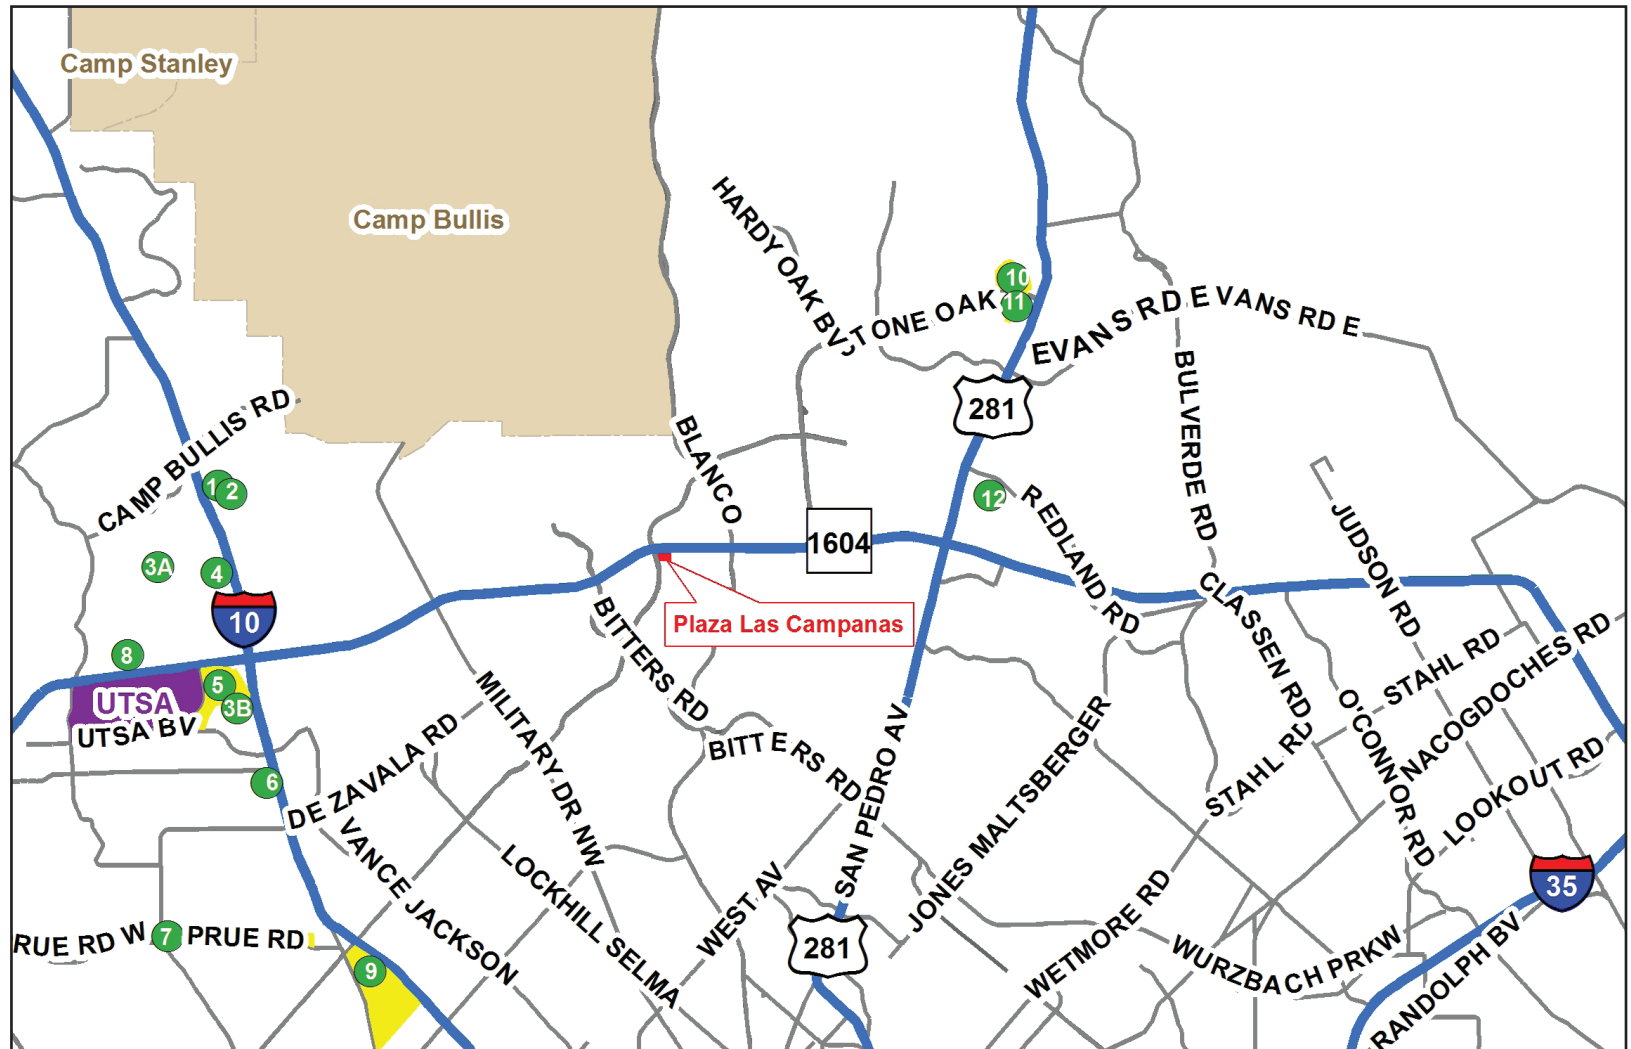 Camp Stanley
Camp Bullis
HARDY OAK BV
STONE OAK
10
11
EVANS RD E
EVANS RD E
281
BULVERDE RD
CAMP BULLIS RD
BLANCO
1
2
12
REDLAND RD
JUDSON RD
1604
3A
4
10
Plaza Las Campanas
BITTERS RD
CLASSEN RD
STAHL RD
NACOGDOCHES RD
8
5
3B
UTSA
UTSA BV
MILITARY DR NW
DE ZAVALA RD
BITTERS RD
SAN PEDRO AV
JONES MALTSBERGER
STAHL RD
O'CONNOR RD
LOOKOUT RD
6
VANCE JACKSON
LOCKHILL SELMA
WEST AV
35
RUE RD W
7
PRUE RD
9
281
WETMORE RD
WURZBACH PRKW
RANDOLPH BV